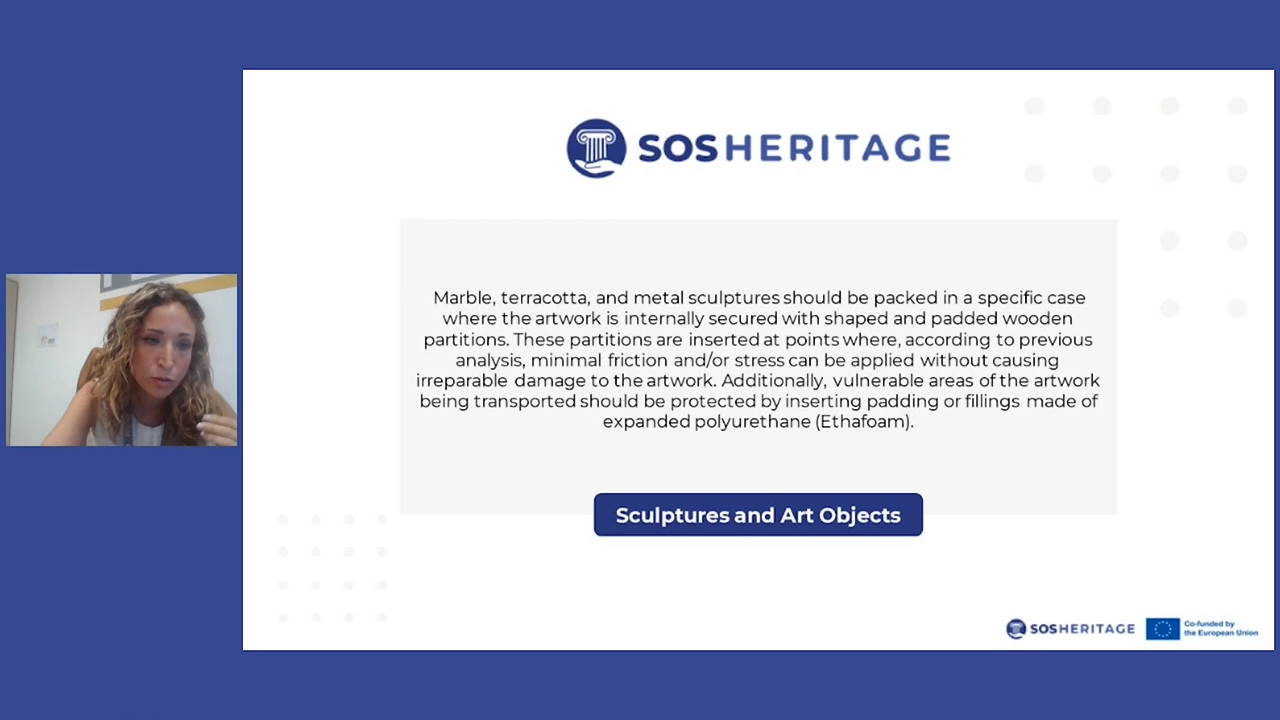 SOSHERITAGE
Marble, terracotta, and metal sculptures should be packed in a specific case
where the artwork is internally secured with shaped and padded wooden
partitions. These partitions are inserted at points where, according to previous
analysis, minimal friction and/or stress can be applied without causing
irreparable damage to the artwork. Additionally, vulnerable areas of the artwork
being transported should be protected by inserting padding or fillings made of
expanded polyurethane (Ethafoam).
Sculptures and Art Objects
SOSHERITAGE
Co-funded by
the European Union